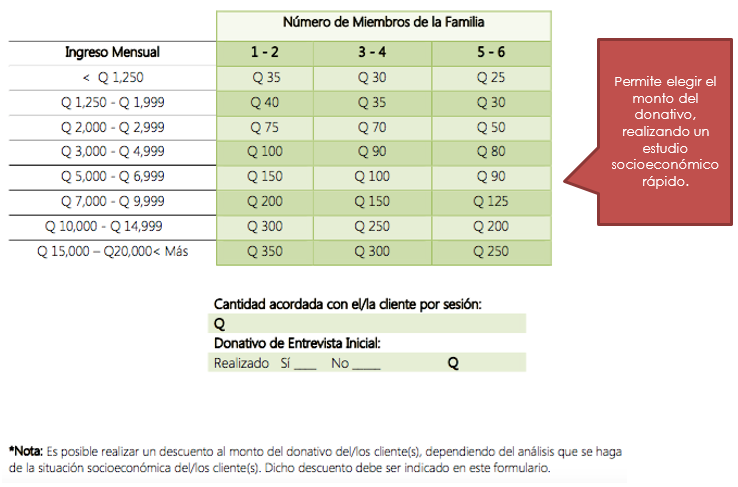 Número de Miembros de la Familia
Ingreso Mensual 1 - 2 3 - 4 5 - 6
< Q 1,250 Q 35 Q 30 Q 25
Q 1,250 - Q 1,999 Q 40 Q 35 Q 30
Q 2,000 - Q 2,999 Q 75 Q 70 Q 50
Q 3,000 - Q 4,999 Q 100 Q 90 Q 80
Q 5,000 - Q 6,999 Q 150 Q 100 Q 90
Q 7,000 - Q 9,999 Q 200 Q 150 Q 125
Q 10,000 - Q 14,999 Q 300 Q 250 Q 200
Q 15,000 – Q20,000< Más Q 350 Q 300 Q 250
Permite elegir el
monto del
donativo,
realizando un
estudio
socioeconómico
rápido.
Cantidad acordada con el/la cliente por sesión:
Q
Donativo de Entrevista Inicial:
Realizado Sí ____ No _____ Q
*Nota: Es posible realizar un descuento al monto del donativo del/los cliente(s), dependiendo del análisis que se haga
de la situación socioeconómica del/los cliente(s). Dicho descuento debe ser indicado en este formulario.